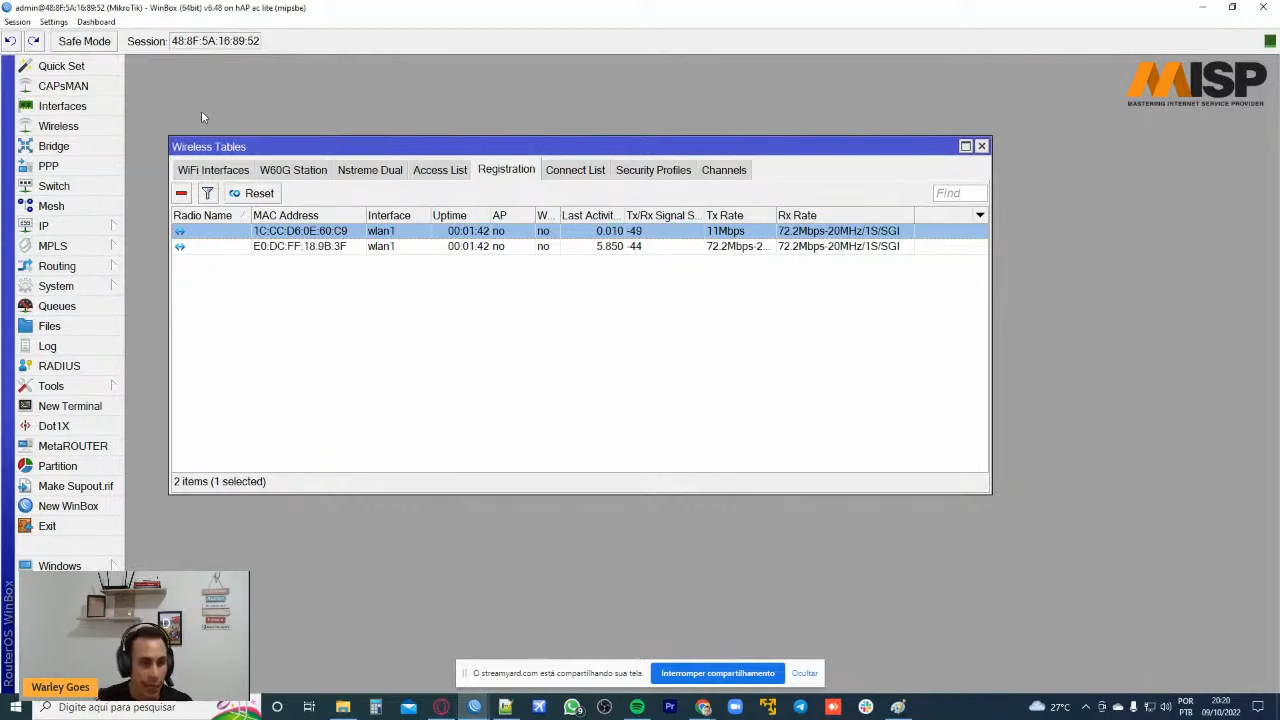 admin@48:8F:5A:16:89:52 (MikroTik) - WinBox (64bit) v6.48 on hAP ac lite (mipsbe)
Session Settings Dashboard
Safe Mode Session: 48:8F:5A:16:89:52
Quick Set
CAPsMAN
Interfaces
Wireless
Bridge
PPP
Switch
Mesh
IP
MPLS
Routing
System
Queues
Files
Log
RADIUS
Tools
New Terminal
Dot1X
MetaROUTER
Partition
Make Supout.rif
New WinBox
Exit
Windows
RouterOS WinBox
MISP
MASTERING INTERNET SERVICE PROVIDER
Wireless Tables
WiFi Interfaces W60G Station Nstreme Dual Access List Registration Connect List Security Profiles Channels
Reset Find
Radio Name MAC Address Interface Uptime AP W... Last Activit... Tx/Rx Signal S... Tx Rate Rx Rate
1C:CC:D6:0E:60:C9 wlan1 00:01:42 no no 0.010 -49 11Mbps 72.2Mbps-20MHz/1S/SGI
E0:DC:FF:18:9B:3F wlan1 00:01:42 no no 5.850 -44 72.2Mbps-2... 72.2Mbps-20MHz/1S/SGI
2 items (1 selected)
Warley Goes
O streamyard.com está compartilhando sua tela. Interromper compartilhamento Ocultar
Digite aqui para pesquisar
27°C
POR
PTB
20:20
09/10/2022